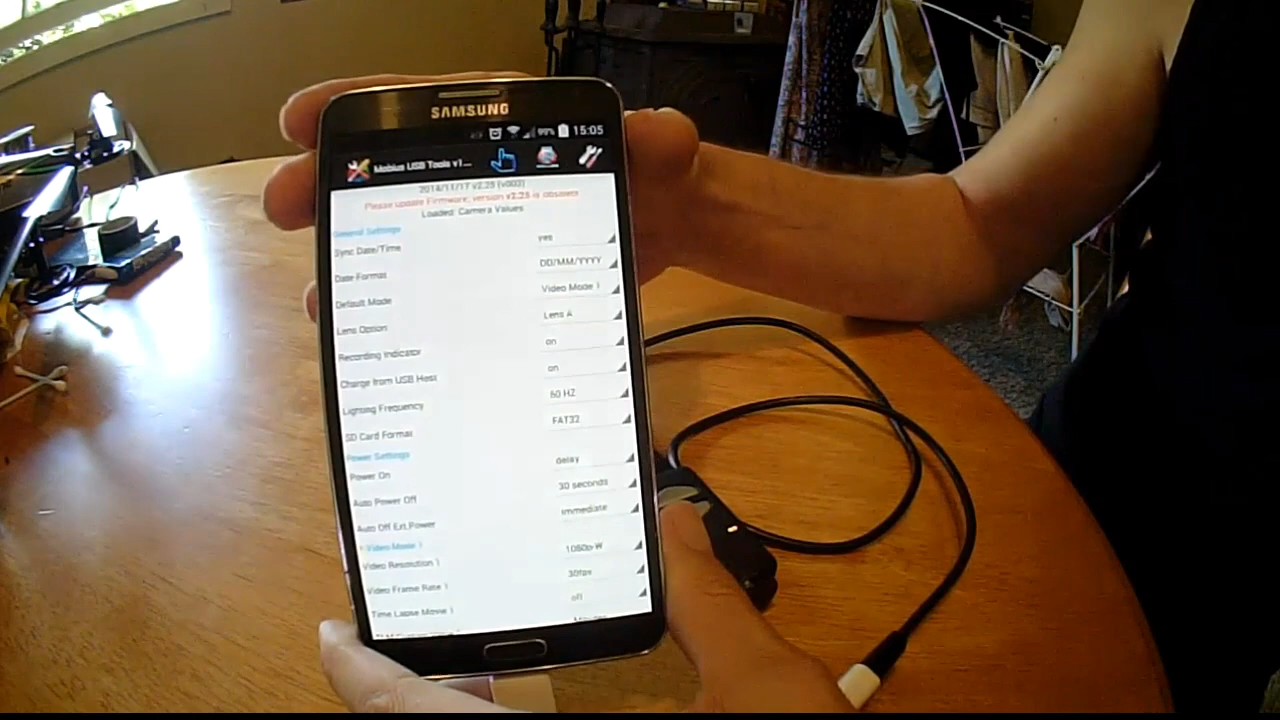 SAMSUNG
99% 15:05
Mobius USB Tools v1...
2014/11/17 v2.25 (v003)
Please update Firmware, version v2.25 is obsolete
Loaded: Camera Values
General Settings
Sync Date/Time yes
Date Format DD/MM/YYYY
Default Mode Video Mode 1
Lens Option Lens A
Recording Indicator on
Charge from USB Host on
Lighting Frequency 60 HZ
SD Card Format FAT32
Power Settings
Power On delay
Auto Power Off 30 seconds
Auto Off Ext.Power immediate
Video Mode 1
Video Resolution 1 1080p-W
Video Frame Rate 1 30fps
Time Lapse Movie 1 off